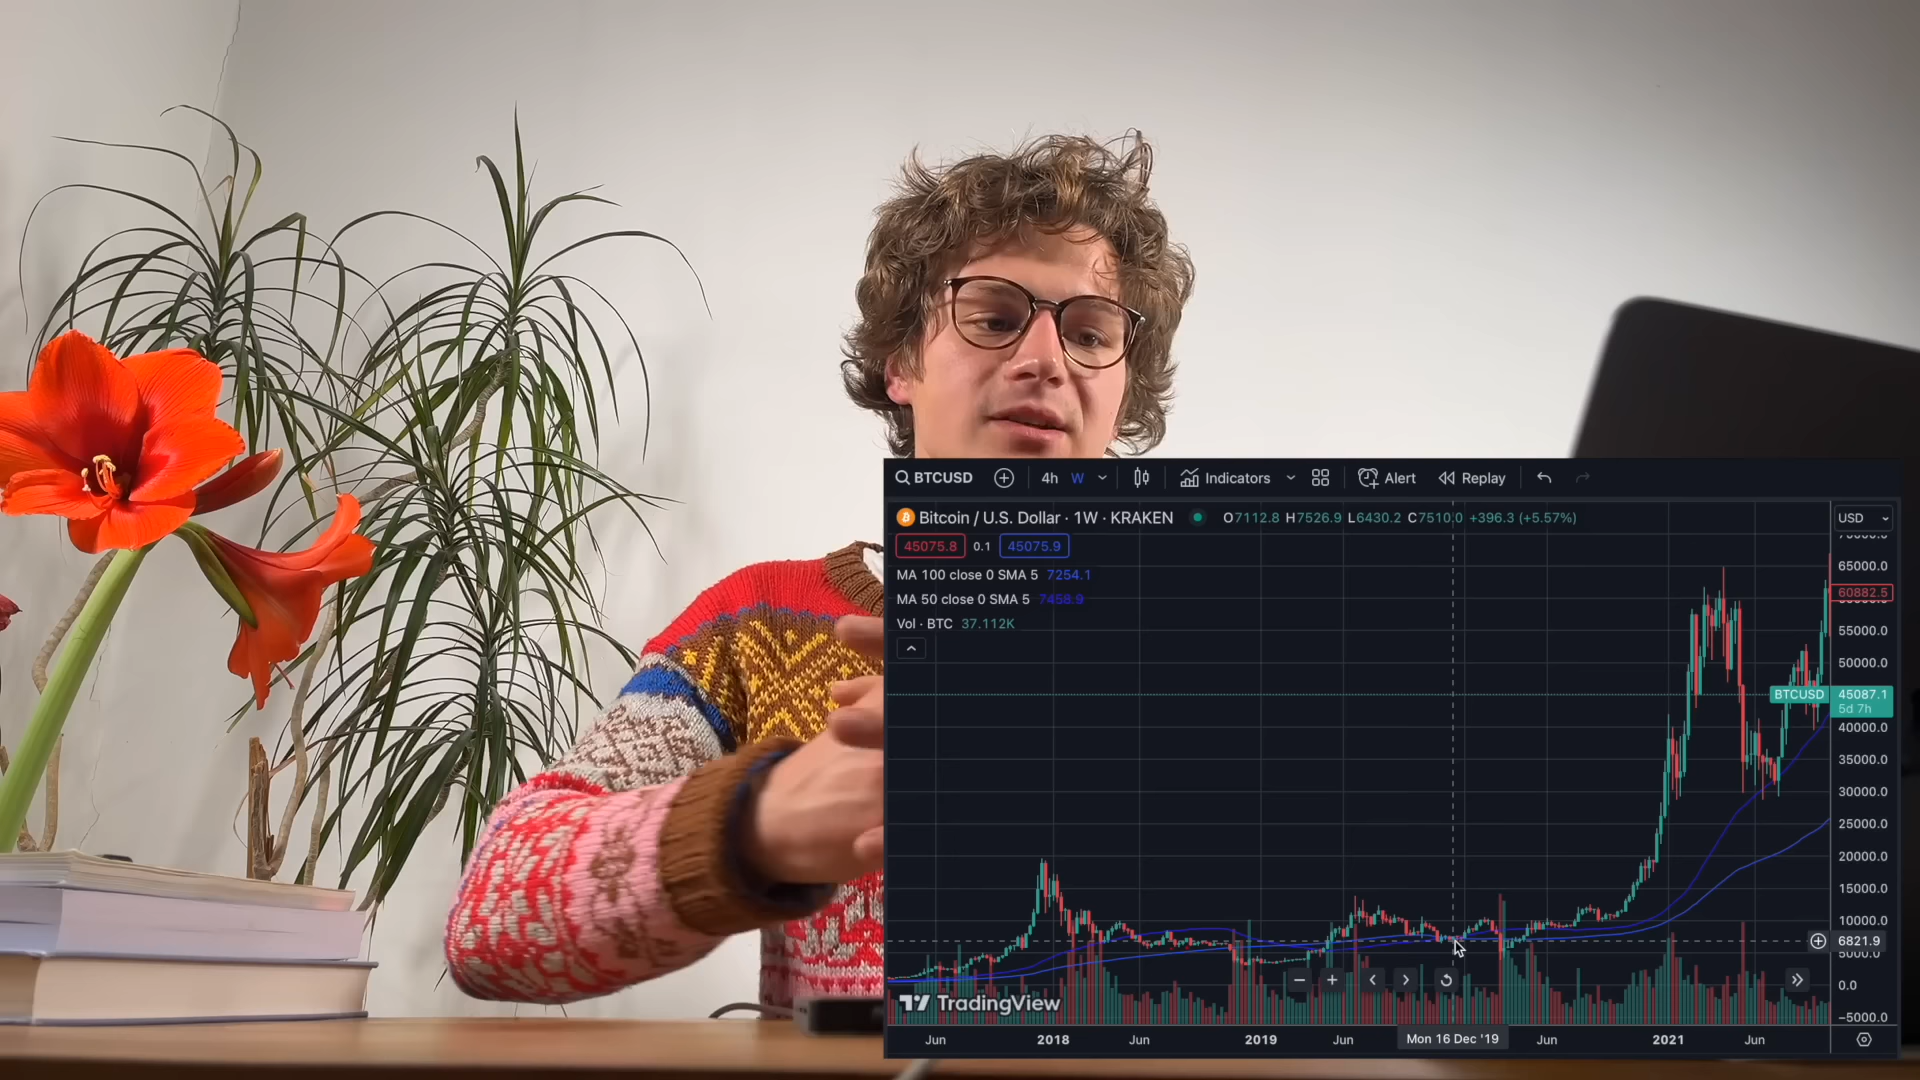 BTCUSD 4h W Indicators Alert Replay
Bitcoin / U.S. Dollar · 1W · KRAKEN O7112.8 H7526.9 L6430.2 C7510.0 +396.3 (+5.57%) USD
45075.8 0.1 45075.9
MA 100 close 0 SMA 5 7254.1
MA 50 close 0 SMA 5 7458.9
Vol · BTC 37.112K
65000.0
60882.5
55000.0
50000.0
BTCUSD 45087.1
5d 7h
40000.0
35000.0
30000.0
25000.0
20000.0
15000.0
10000.0
6821.9
5000.0
0.0
TradingView
−5000.0
Jun 2018 Jun 2019 Jun Mon 16 Dec '19 Jun 2021 Jun